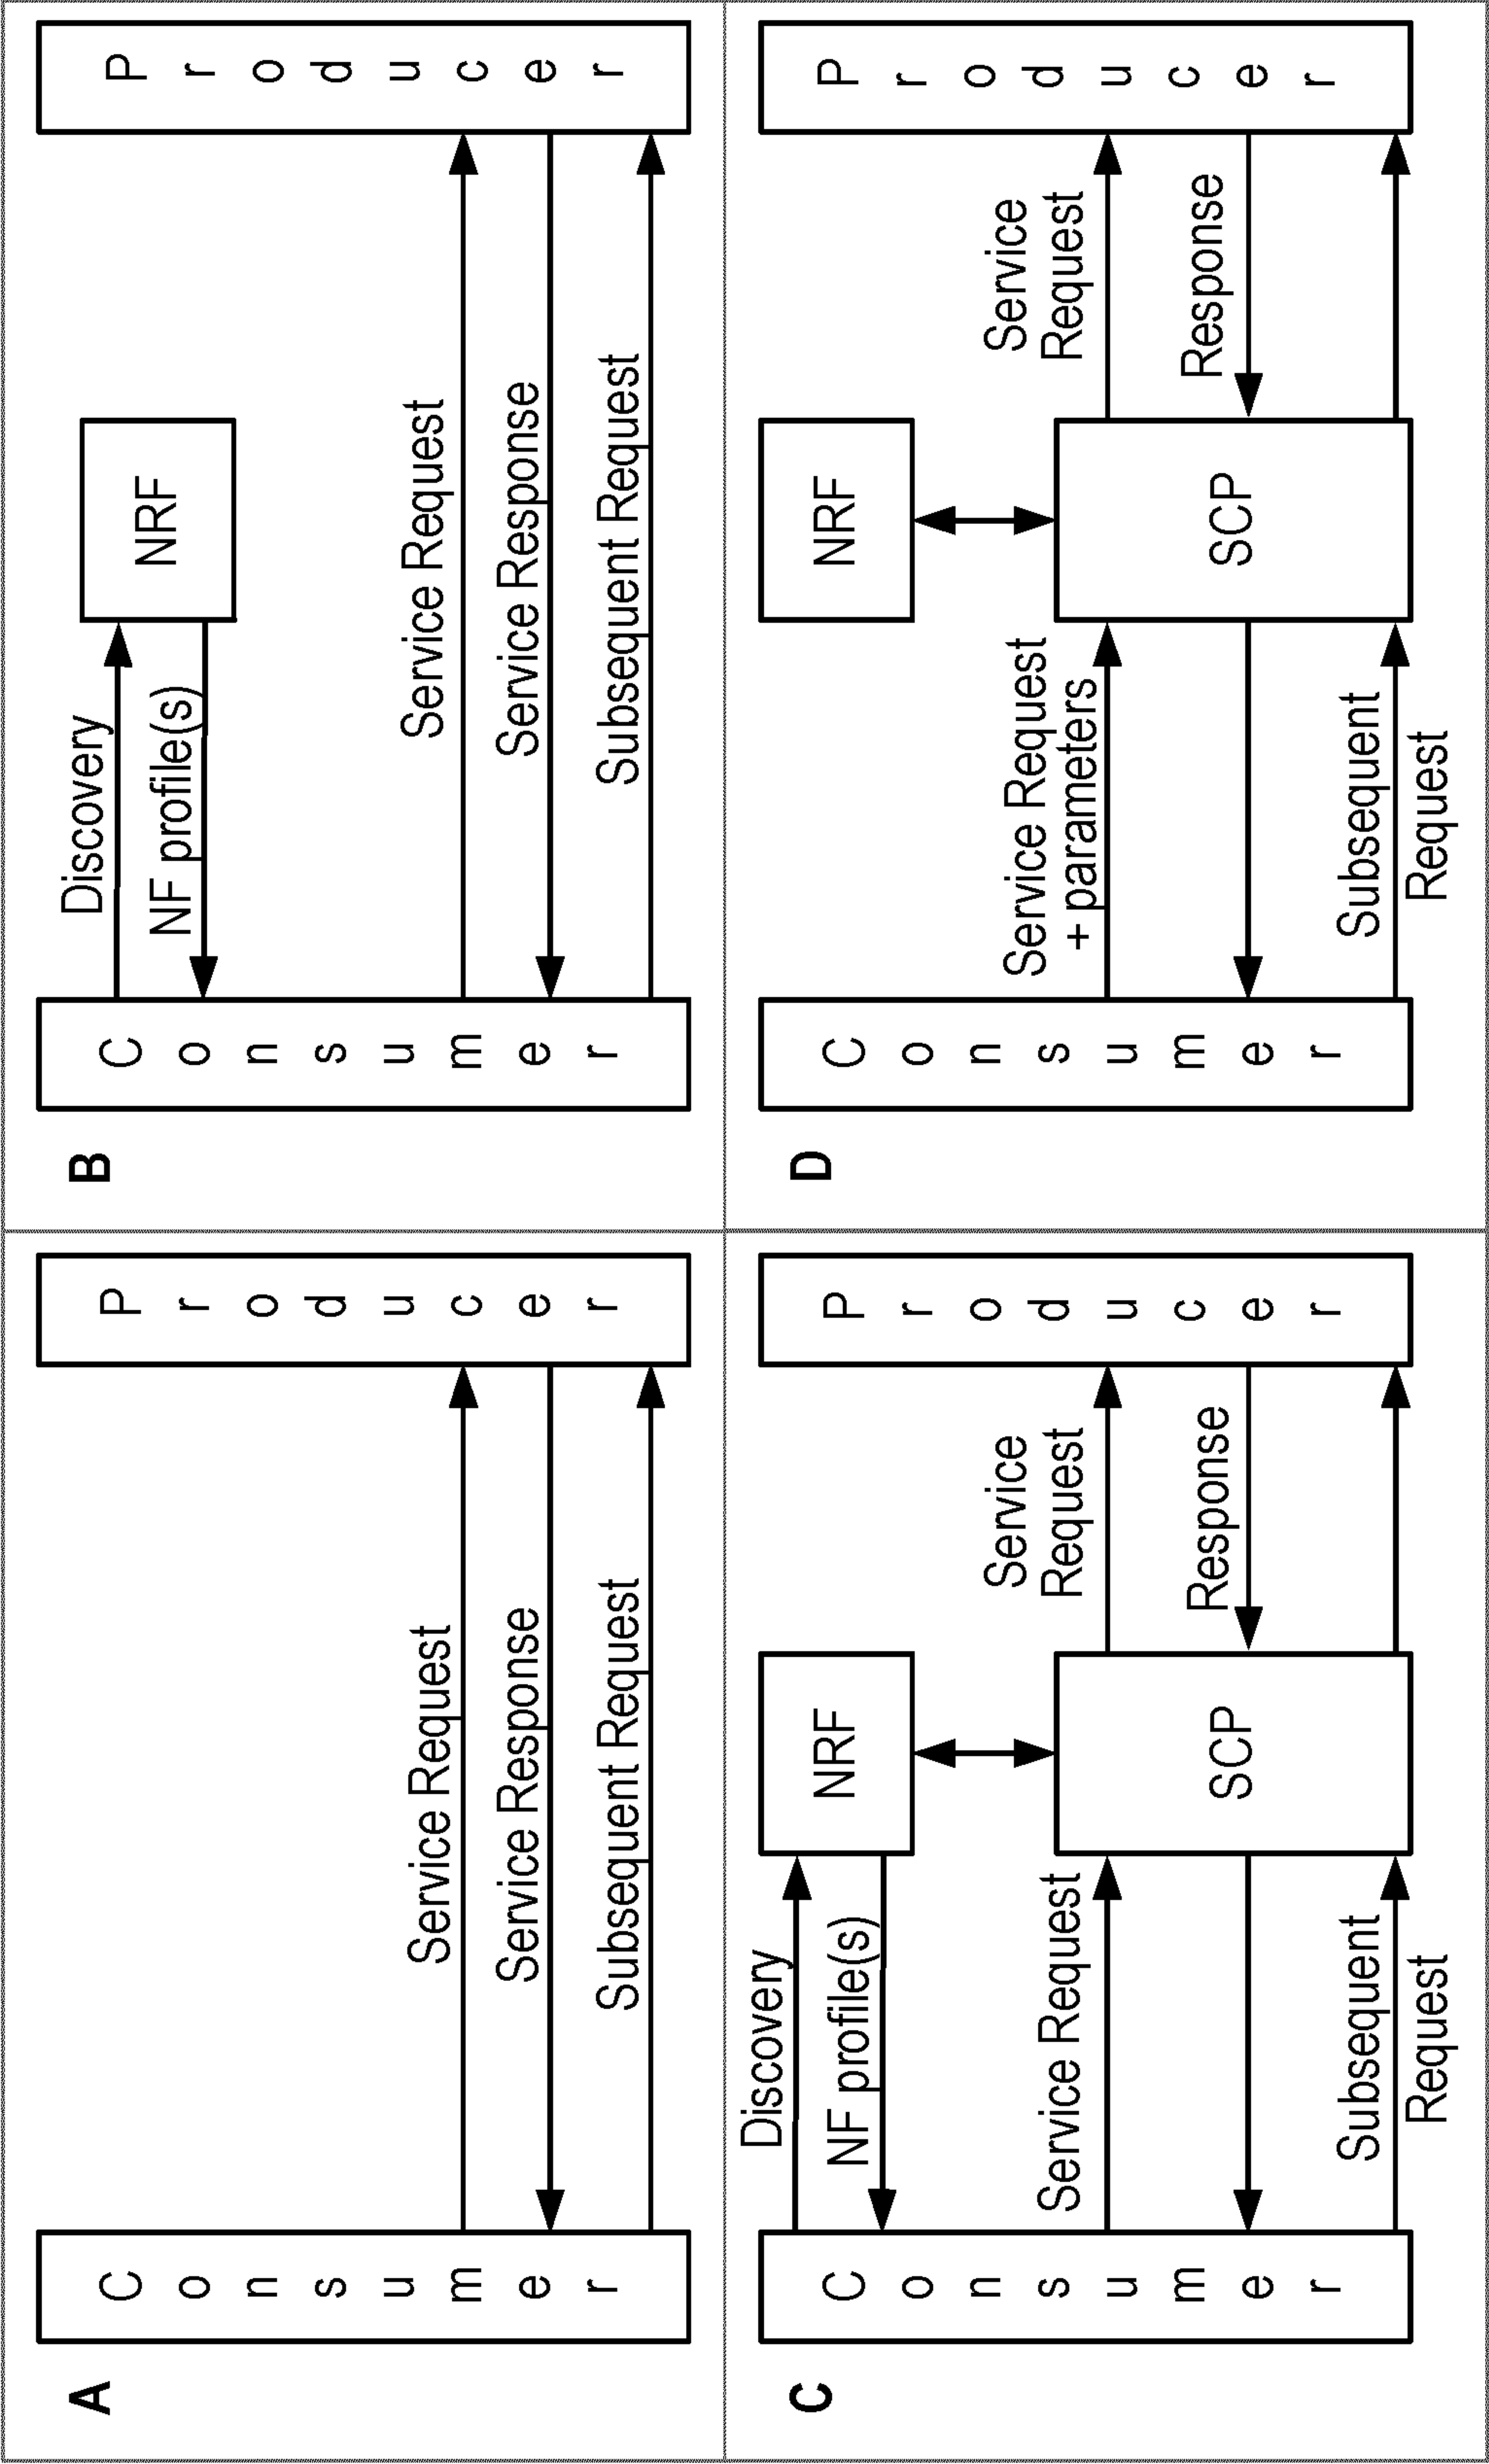 A
Consumer
Service Request
Service Response
Subsequent Request
Producer
B
Consumer
Discovery
NF profile(s)
NRF
Service Request
Service Response
Subsequent Request
Producer
C
Consumer
Discovery
NF profile(s)
NRF
Service Request
Subsequent
Request
SCP
Service
Request
Response
Producer
D
Consumer
NRF
Service Request
+ parameters
Subsequent
Request
SCP
Service
Request
Response
Producer